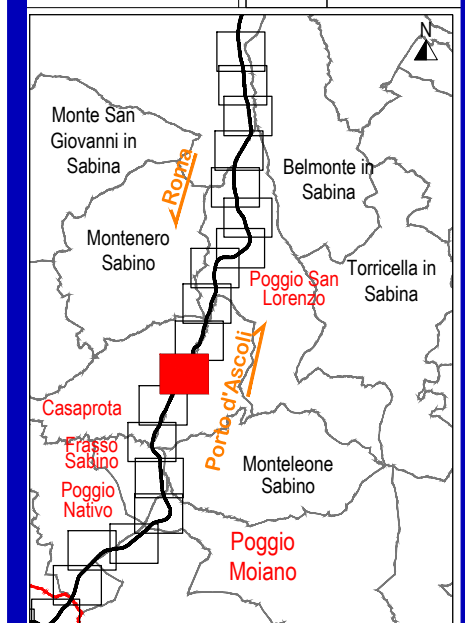 N
Monte San
Giovanni in
Sabina
Roma
Belmonte in
Sabina
Montenero
Sabino
Poggio San
Lorenzo
Torricella in
Sabina
Porto d'Ascoli
Casaprota
Frasso
Sabino
Monteleone
Sabino
Poggio
Nativo
Poggio
Moiano